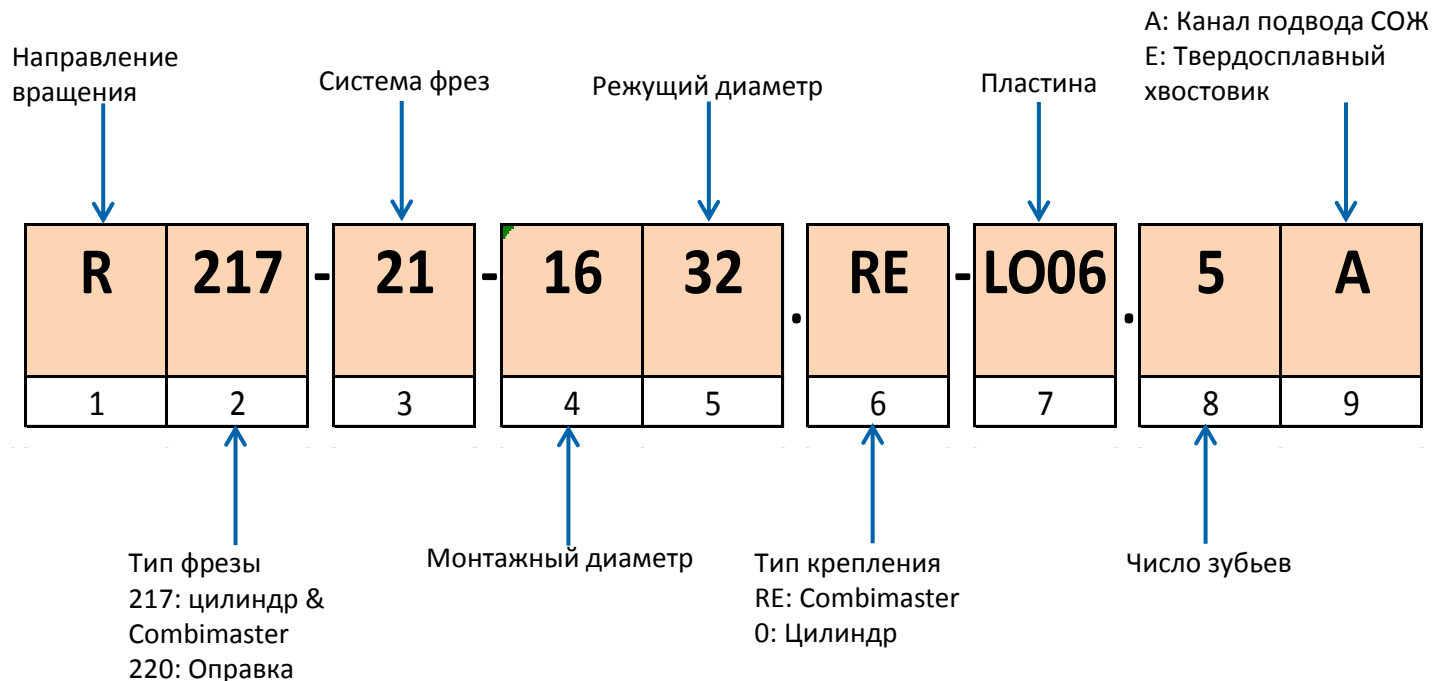 A: Канал подвода СОЖ
E: Твердосплавный
хвостовик
Направление
вращения
Система фрез
Режущий диаметр
Пластина
R 217 - 21 - 16 32 . RE - LO06 . 5 A
1 2 3 4 5 6 7 8 9
Тип фрезы
217: цилиндр &
Combimaster
220: Оправка
Монтажный диаметр
Тип крепления
RE: Combimaster
0: Цилиндр
Число зубьев